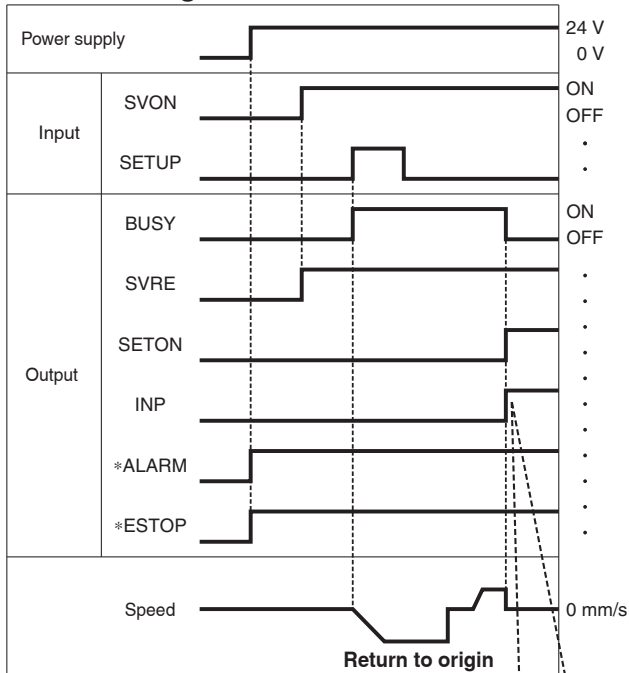 Power supply
24 V
0 V
Input
SVON
ON
OFF
SETUP
Output
BUSY
ON
OFF
SVRE
SETON
INP
*ALARM
*ESTOP
Speed
0 mm/s
Return to origin